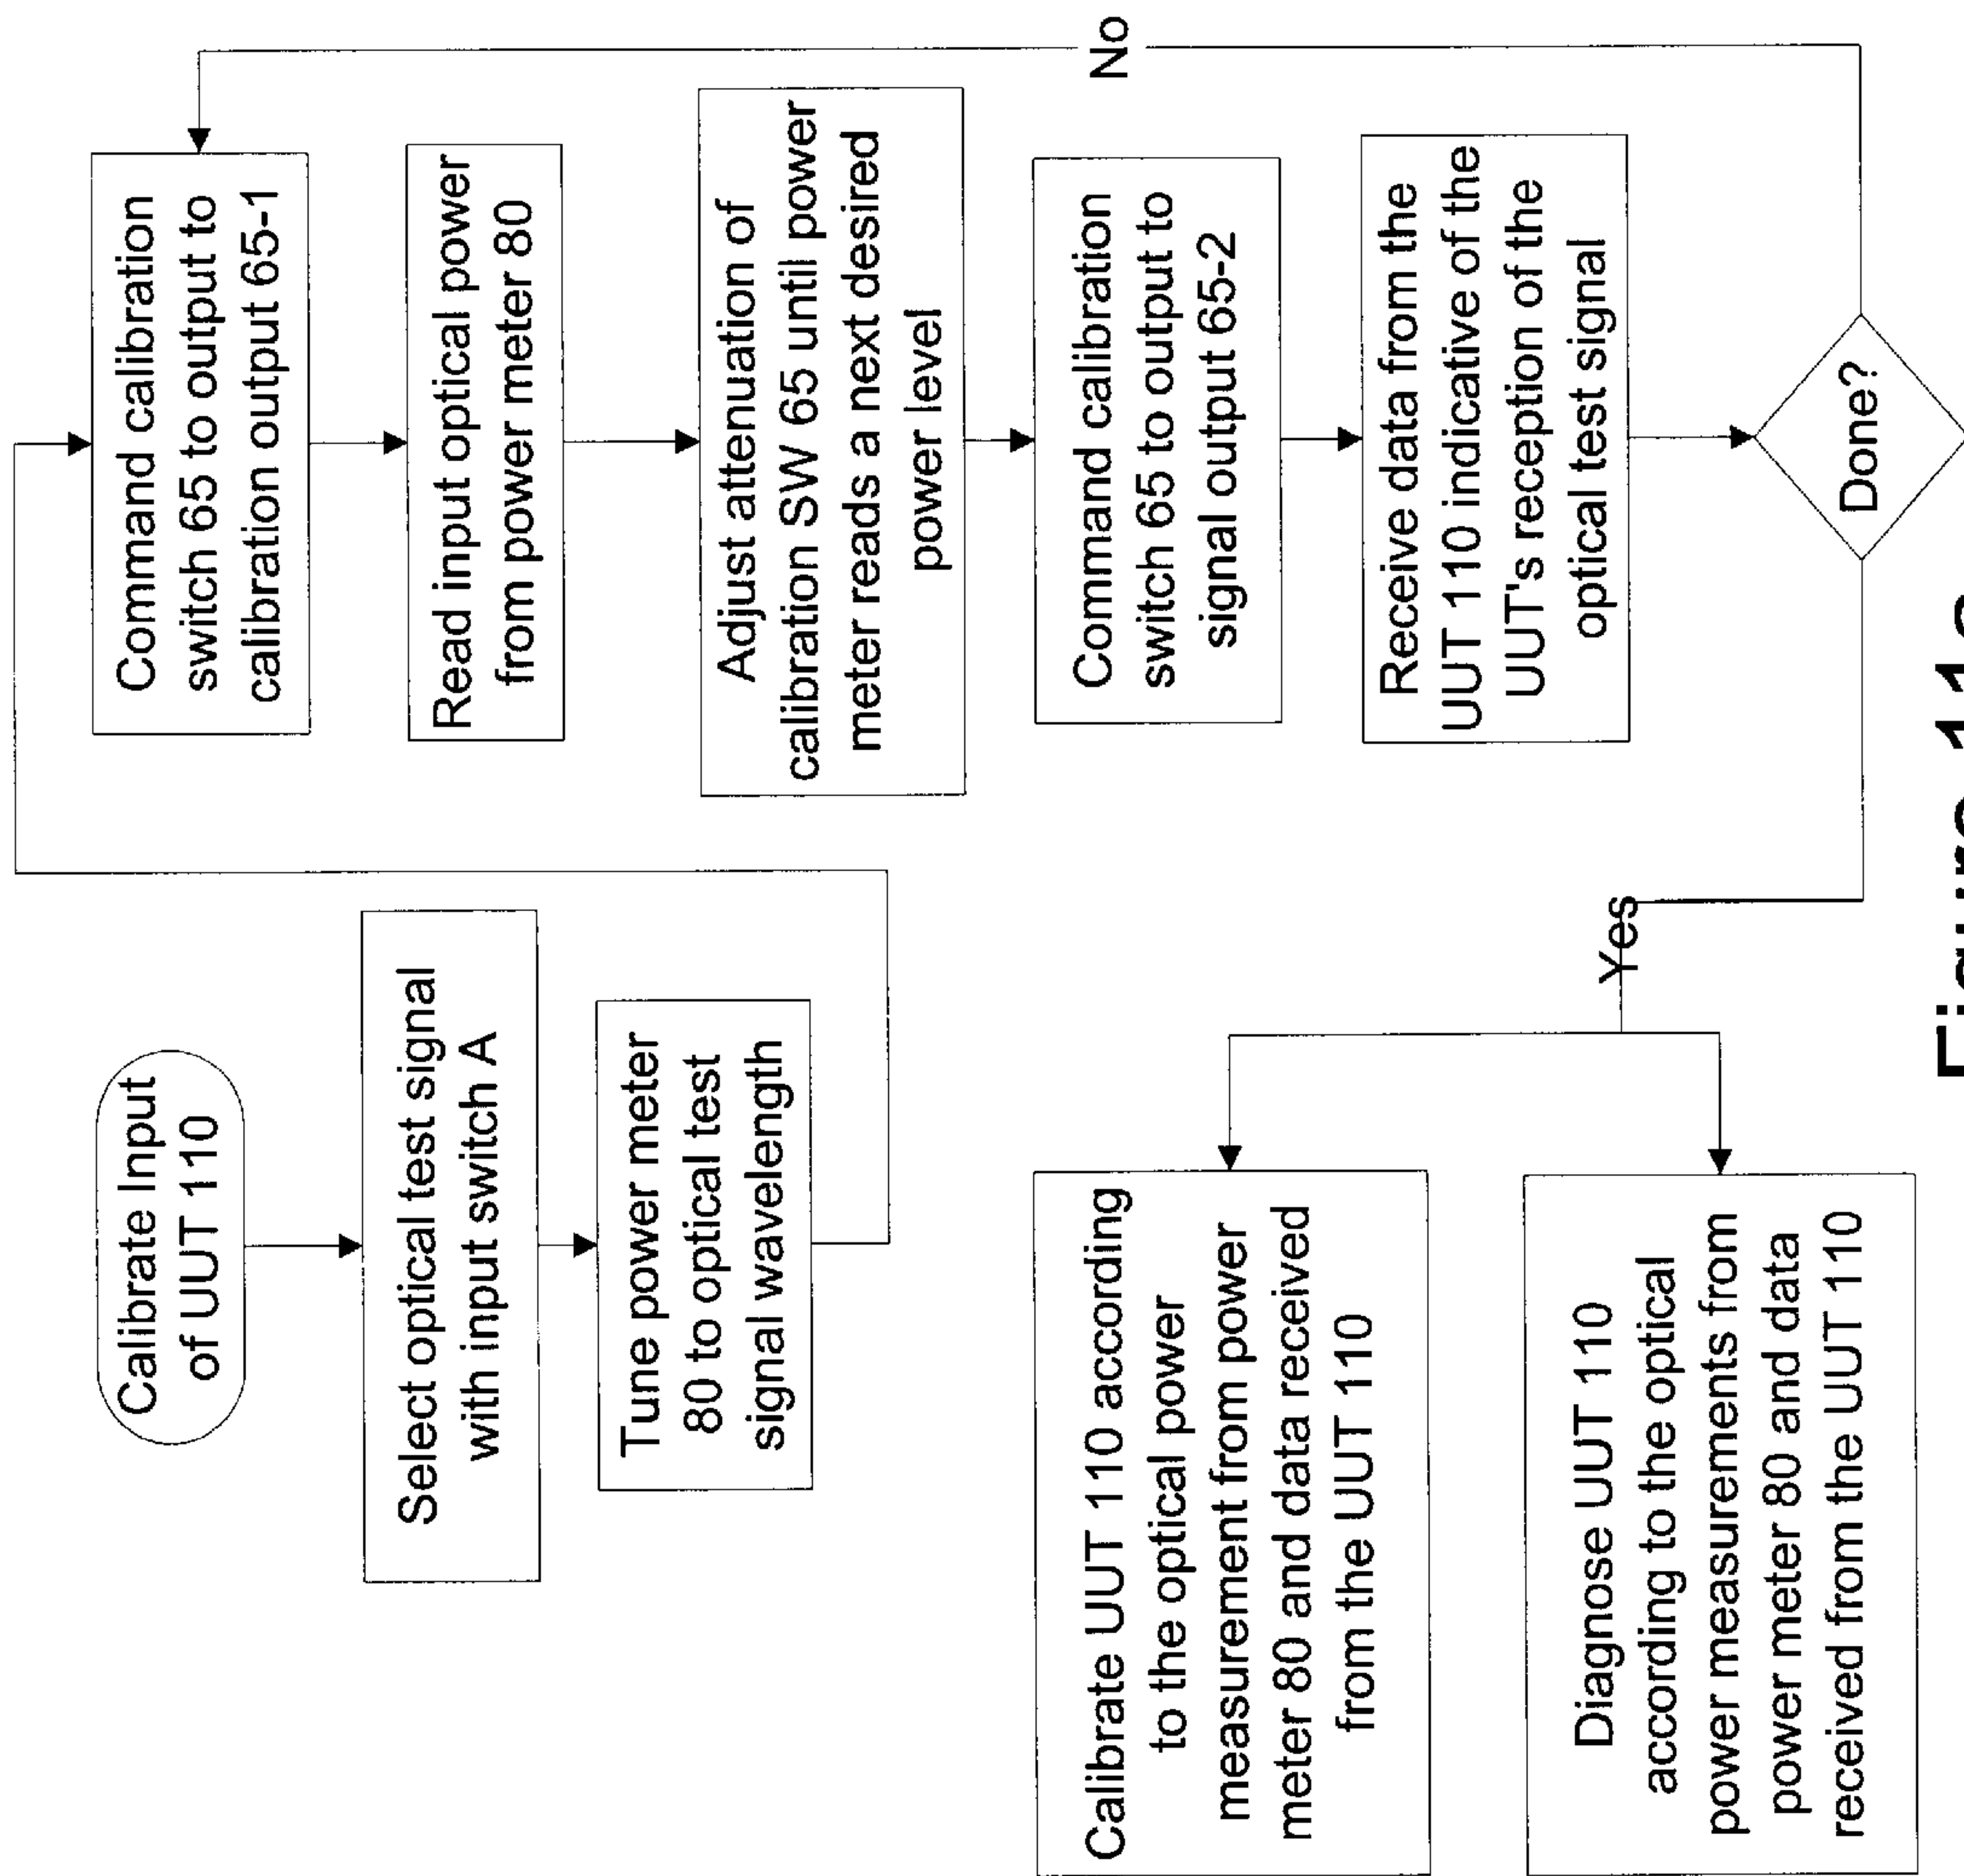 Calibrate Input
of UUT 110
Select optical test signal
with input switch A
Tune power meter
80 to optical test
signal wavelength
Command calibration
switch 65 to output to
calibration output 65-1
Read input optical power
from power meter 80
Adjust attenuation of
calibration SW 65 until power
meter reads a next desired
power level
Command calibration
switch 65 to output to
signal output 65-2
Receive data from the
UUT 110 indicative of the
UUT's reception of the
optical test signal
Done?
No
Yes
Calibrate UUT 110 according
to the optical power
measurement from power
meter 80 and data received
from the UUT 110
Diagnose UUT 110
according to the optical
power measurements from
power meter 80 and data
received from the UUT 110
Figure